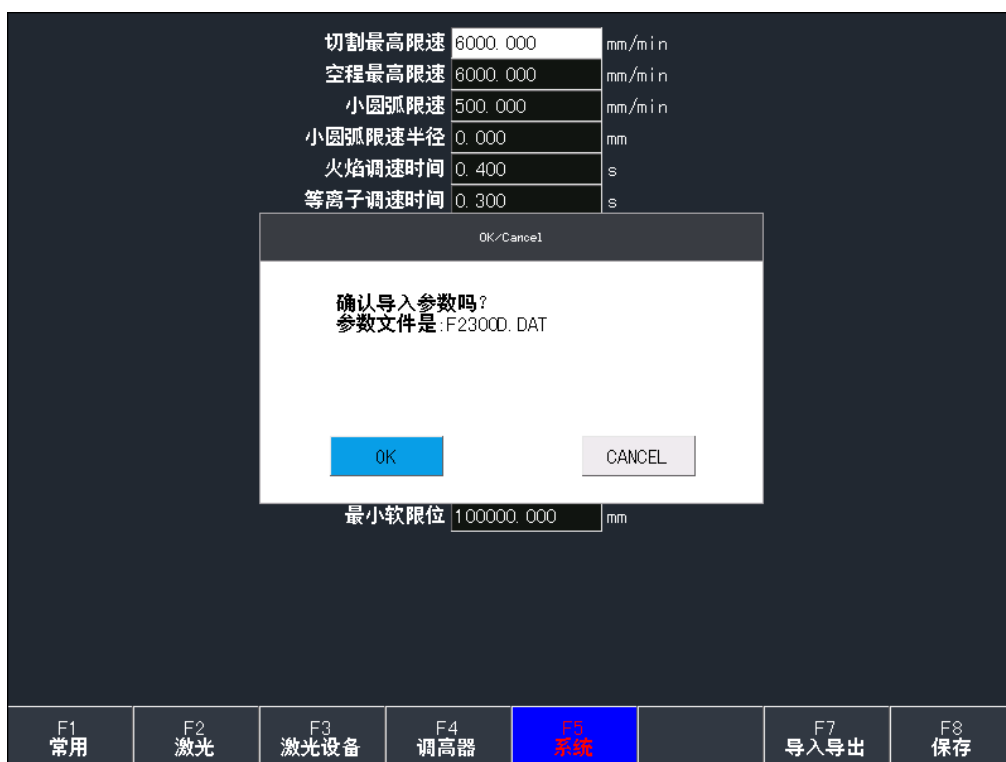 切割最高限速 6000.000 mm/min
空程最高限速 6000.000 mm/min
小圆弧限速 500.000 mm/min
小圆弧限速半径 0.000 mm
火焰调速时间 0.400 s
等离子调速时间 0.300 s
OK/Cancel
确认导入参数吗?
参数文件是:F2300D.DAT
OK CANCEL
最小软限位 100000.000 mm
F1 F2 F3 F4 F5 F7 F8
常用 激光 激光设备 调高器 系统 导入导出 保存